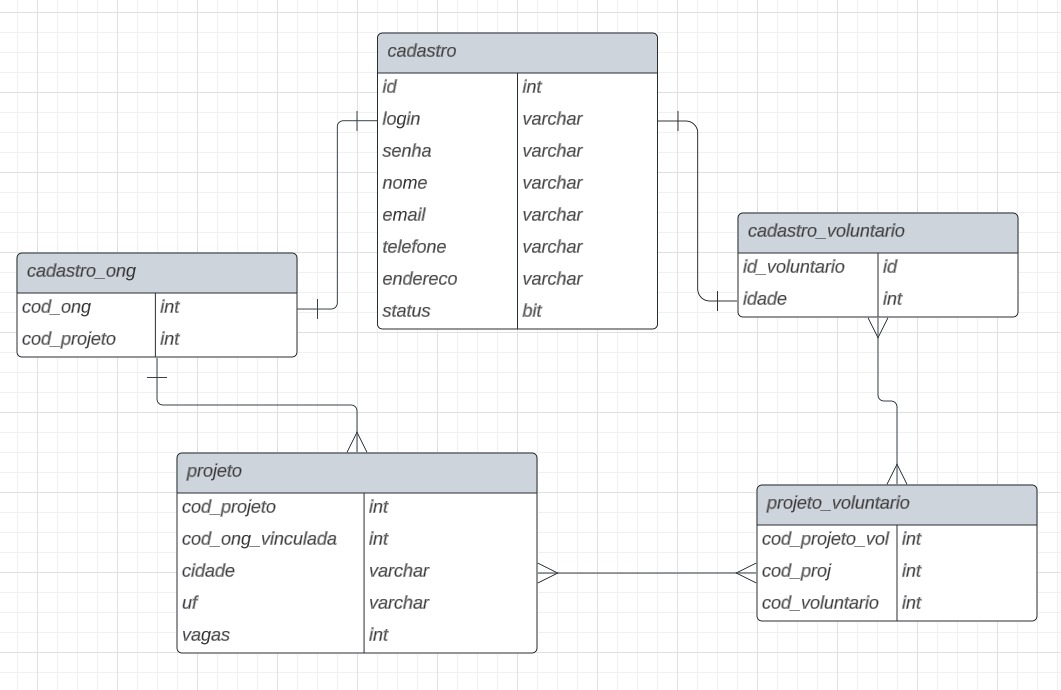 cadastro
id int
login varchar
senha varchar
nome varchar
email varchar
telefone varchar
endereco varchar
status bit
cadastro_voluntario
id_voluntario id
idade int
cadastro_ong
cod_ong int
cod_projeto int
projeto
cod_projeto int
cod_ong_vinculada int
cidade varchar
uf varchar
vagas int
projeto_voluntario
cod_projeto_vol int
cod_proj int
cod_voluntario int